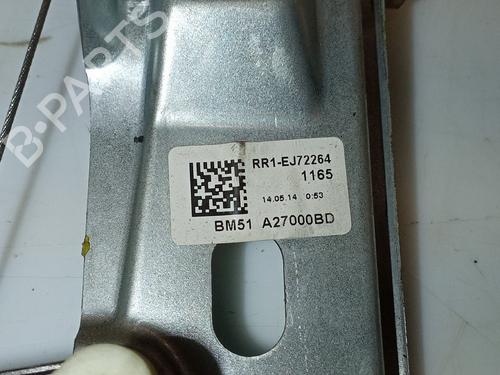 RR1-EJ72264
1165
14.05.14 0:53
BM51 A27000BD
B-PARTS